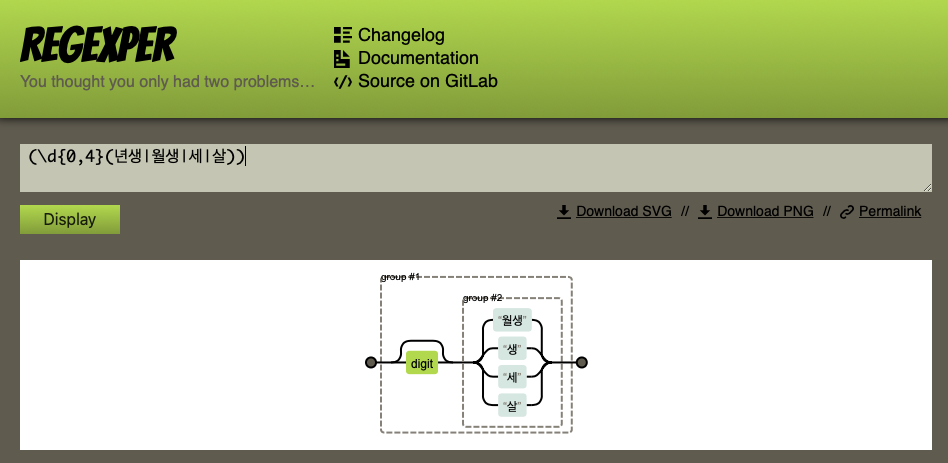 REGEXPER
You thought you only had two problems...
Changelog
Documentation
Source on GitLab
(\d{0,4}(년생|월생|세|살))
Display
Download SVG // Download PNG // Permalink
group #1
group #2
“월생”
“생”
digit
“세”
“살”